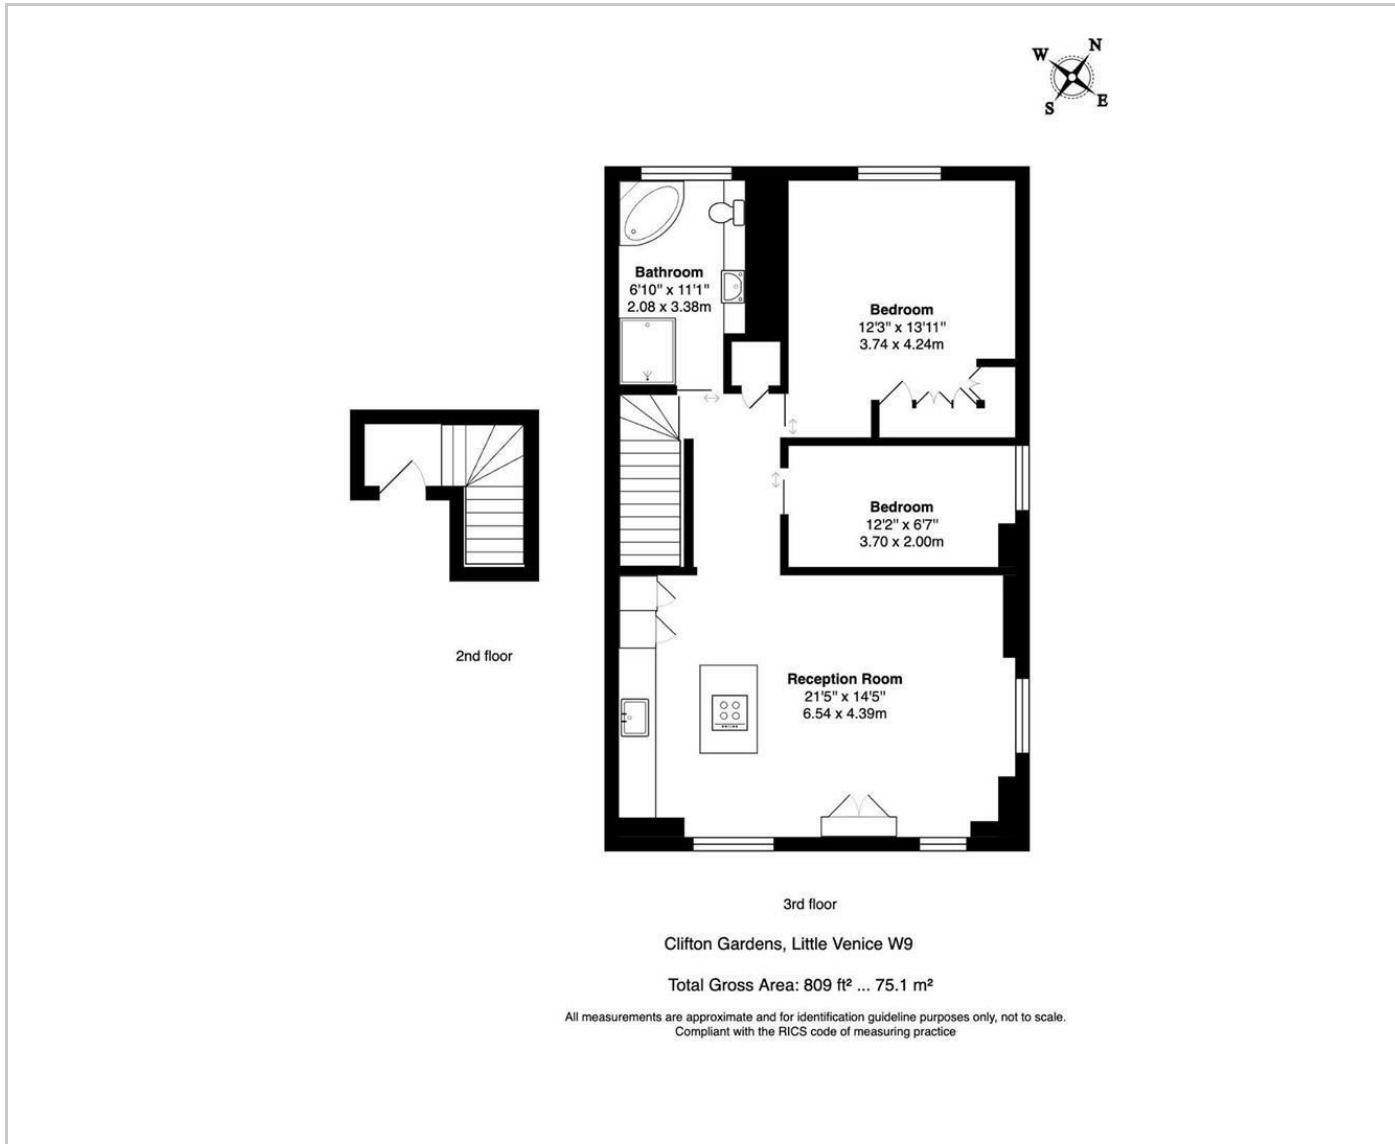 W
N
S
E
Bathroom
6'10" x 11'1"
2.08 x 3.38m
Bedroom
12'3" x 13'11"
3.74 x 4.24m
Bedroom
12'2" x 6'7"
3.70 x 2.00m
2nd floor
Reception Room
21'5" x 14'5"
6.54 x 4.39m
3rd floor
Clifton Gardens, Little Venice W9
Total Gross Area: 809 ft² ... 75.1 m²
All measurements are approximate and for identification guideline purposes only, not to scale.
Compliant with the RICS code of measuring practice